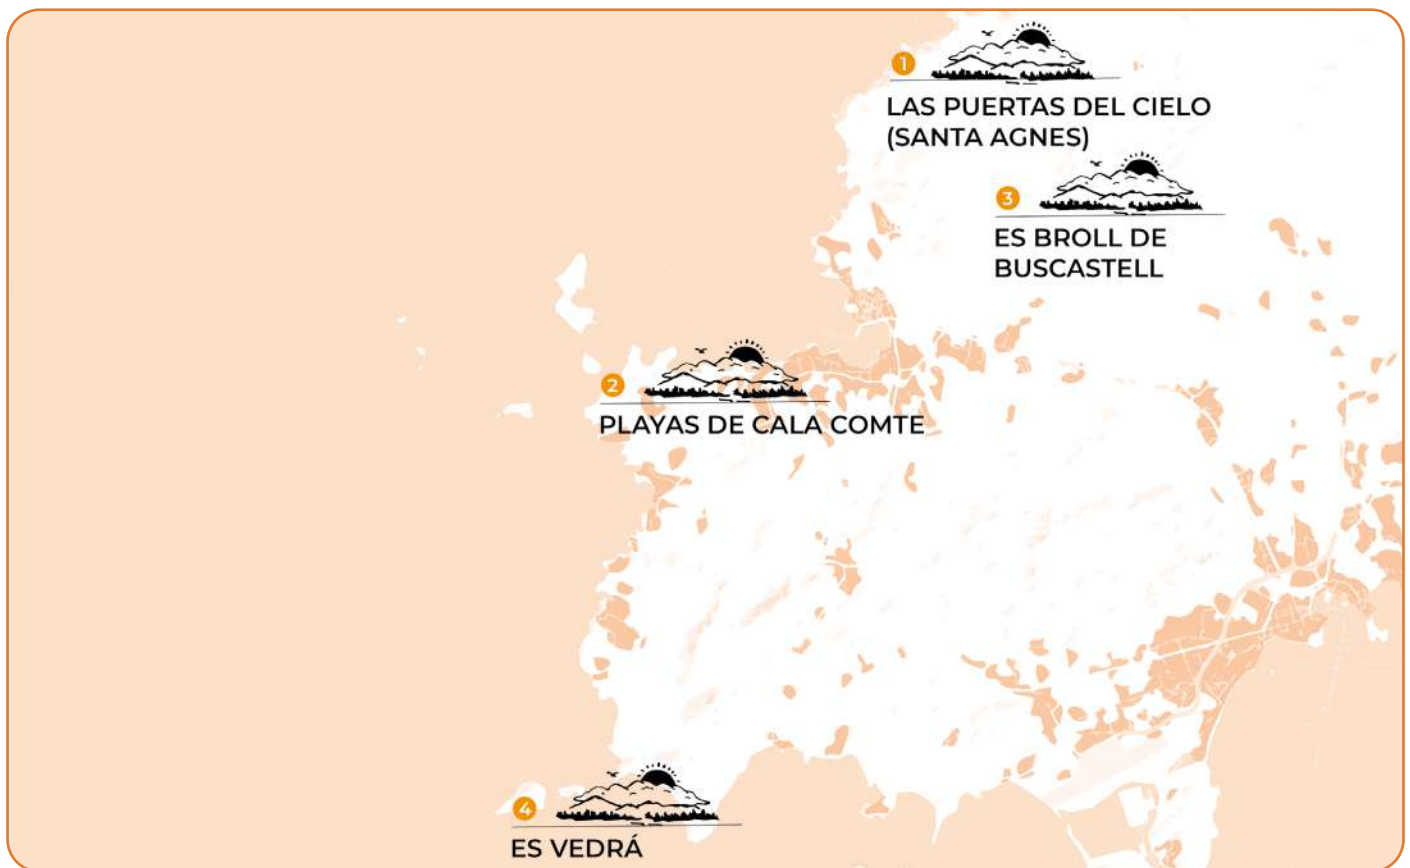 1
LAS PUERTAS DEL CIELO
(SANTA AGNES)
3
ES BROLL DE
BUSCASTELL
2
PLAYAS DE CALA COMTE
4
ES VEDRÁ